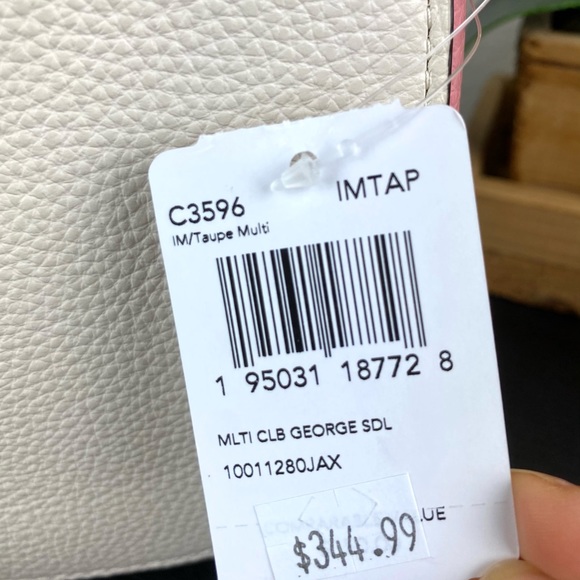 C3596 IMTAP
IM/Taupe Multi
1 95031 18772 8
MLTI CLB GEORGE SDL
10011280JAX
$344.99